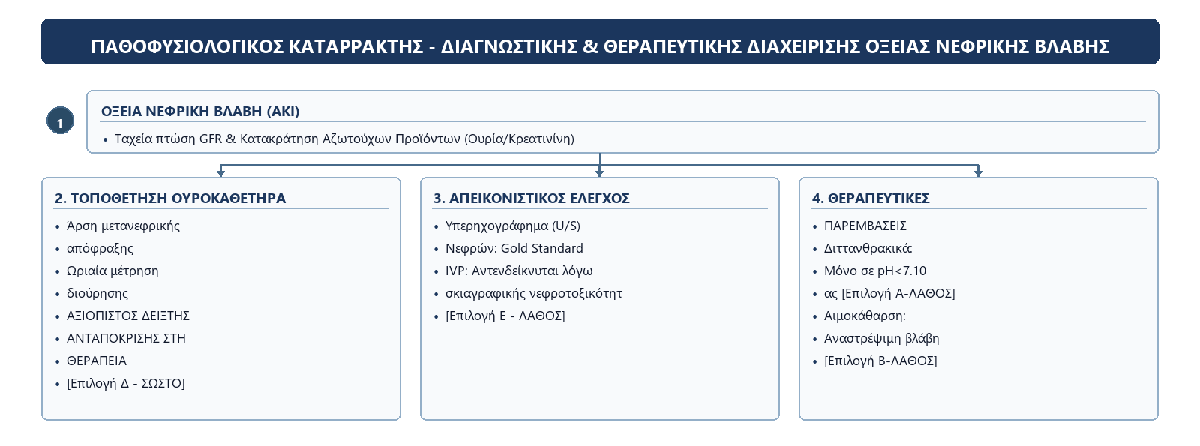 ΠΑΘΟΦΥΣΙΟΛΟΓΙΚΟΣ ΚΑΤΑΡΡΑΚΤΗΣ - ΔΙΑΓΝΩΣΤΙΚΗΣ & ΘΕΡΑΠΕΥΤΙΚΗΣ ΔΙΑΧΕΙΡΙΣΗΣ ΟΞΕΙΑΣ ΝΕΦΡΙΚΗΣ ΒΛΑΒΗΣ
1
ΟΞΕΙΑ ΝΕΦΡΙΚΗ ΒΛΑΒΗ (AKI)
• Ταχεία πτώση GFR & Κατακράτηση Αζωτούχων Προϊόντων (Ουρία/Κρεατινίνη)
2. ΤΟΠΟΘΕΤΗΣΗ ΟΥΡΟΚΑΘΕΤΗΡΑ
• Άρση μετανεφρικής
• απόφραξης
• Ωριαία μέτρηση
• διούρησης
• ΑΞΙΟΠΙΣΤΟΣ ΔΕΙΞΤΗΣ
• ΑΝΤΑΠΟΚΡΙΣΗΣ ΣΤΗ
• ΘΕΡΑΠΕΙΑ
• [Επιλογή Δ - ΣΩΣΤΟ]
3. ΑΠΕΙΚΟΝΙΣΤΙΚΟΣ ΕΛΕΓΧΟΣ
• Υπερηχογράφημα (U/S)
• Νεφρών: Gold Standard
• IVP: Αντενδείκνυται λόγω
• σκιαγραφικής νεφροτοξικότητ
• [Επιλογή Ε - ΛΑΘΟΣ]
4. ΘΕΡΑΠΕΥΤΙΚΕΣ
• ΠΑΡΕΜΒΑΣΕΙΣ
• Διττανθρακικά:
• Μόνο σε pH<7.10
• ας [Επιλογή Α-ΛΑΘΟΣ]
• Αιμοκάθαρση:
• Αναστρέψιμη βλάβη
• [Επιλογή Β-ΛΑΘΟΣ]